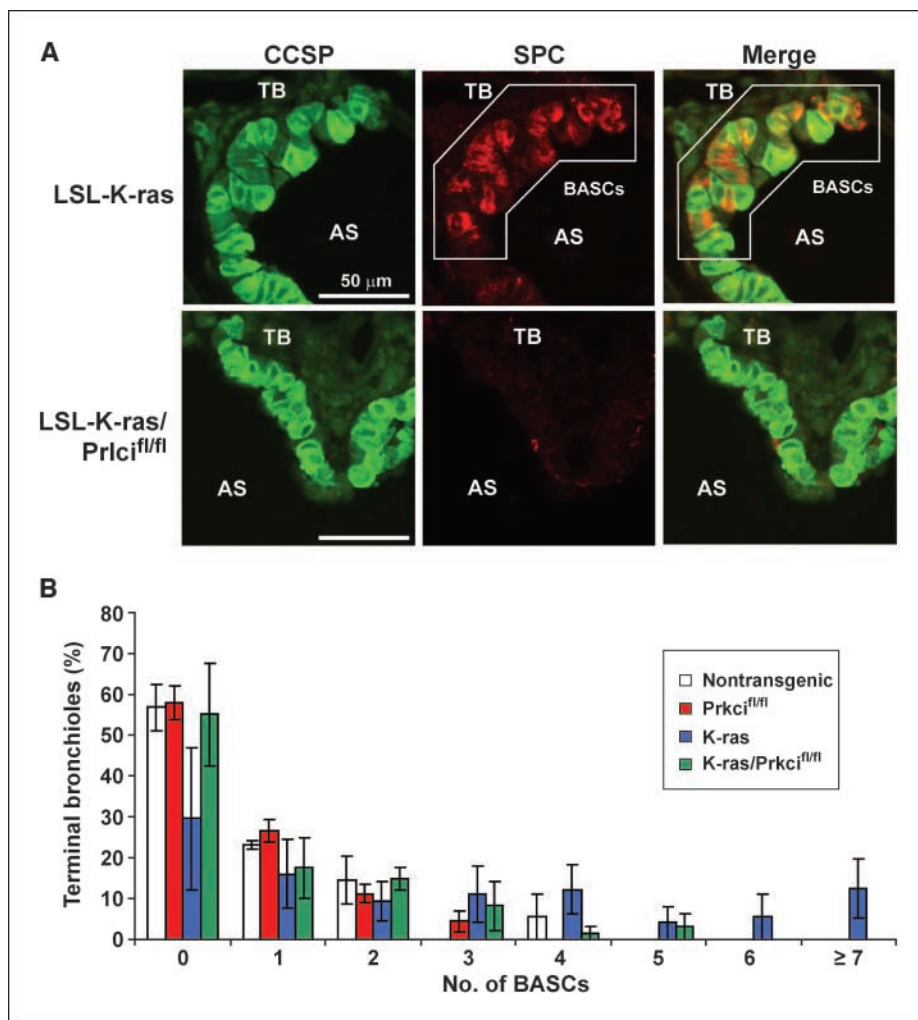 A
CCSP SPC Merge
LSL-K-ras
TB TB TB
BASCs BASCs
AS AS AS
50 μm
LSL-K-ras/
Prlci^fl/fl
TB TB TB
AS AS AS
B
Terminal bronchioles (%)
80
70
60
50
40
30
20
10
0
Nontransgenic
Prkci^fl/fl
K-ras
K-ras/Prkci^fl/fl
0 1 2 3 4 5 6 ≥ 7
No. of BASCs